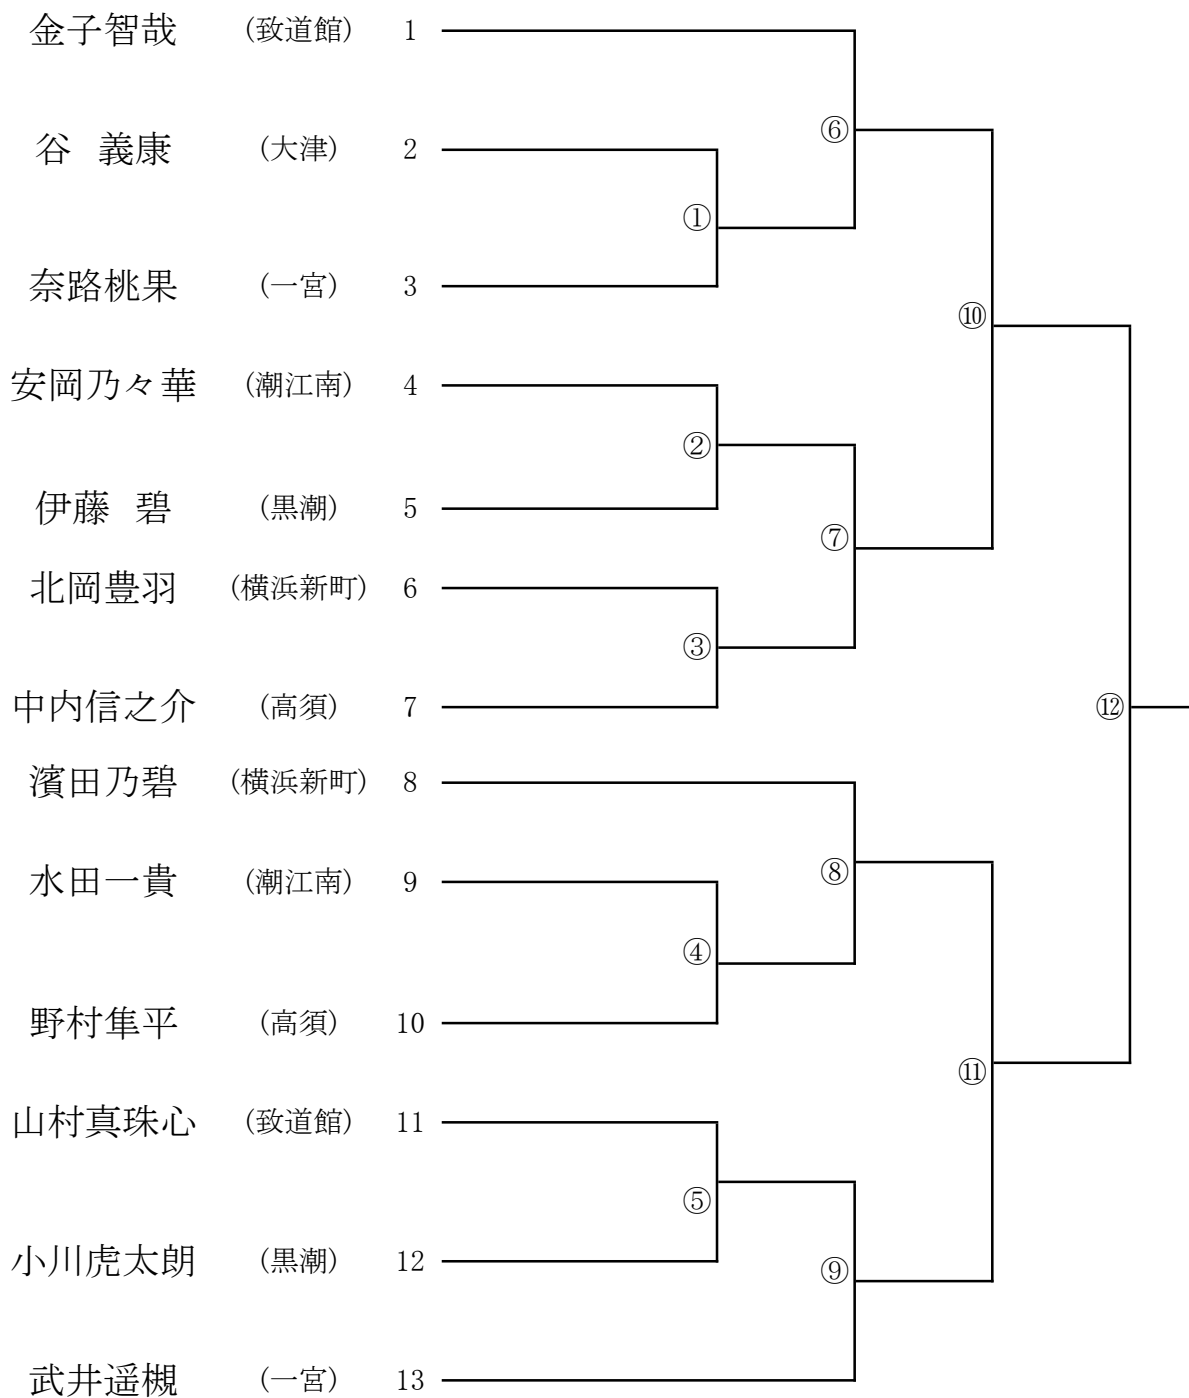 金子智哉 (致道館) 1
⑥
谷 義康 (大津) 2
①
奈路桃果 (一宮) 3
⑩
安岡乃々華 (潮江南) 4
②
伊藤 碧 (黒潮) 5
⑦
北岡豊羽 (横浜新町) 6
③
中内信之介 (高須) 7
⑫
濱田乃碧 (横浜新町) 8
⑧
水田一貴 (潮江南) 9
④
野村隼平 (高須) 10
⑪
山村真珠心 (致道館) 11
⑤
小川虎太朗 (黒潮) 12
⑨
武井遥槻 (一宮) 13